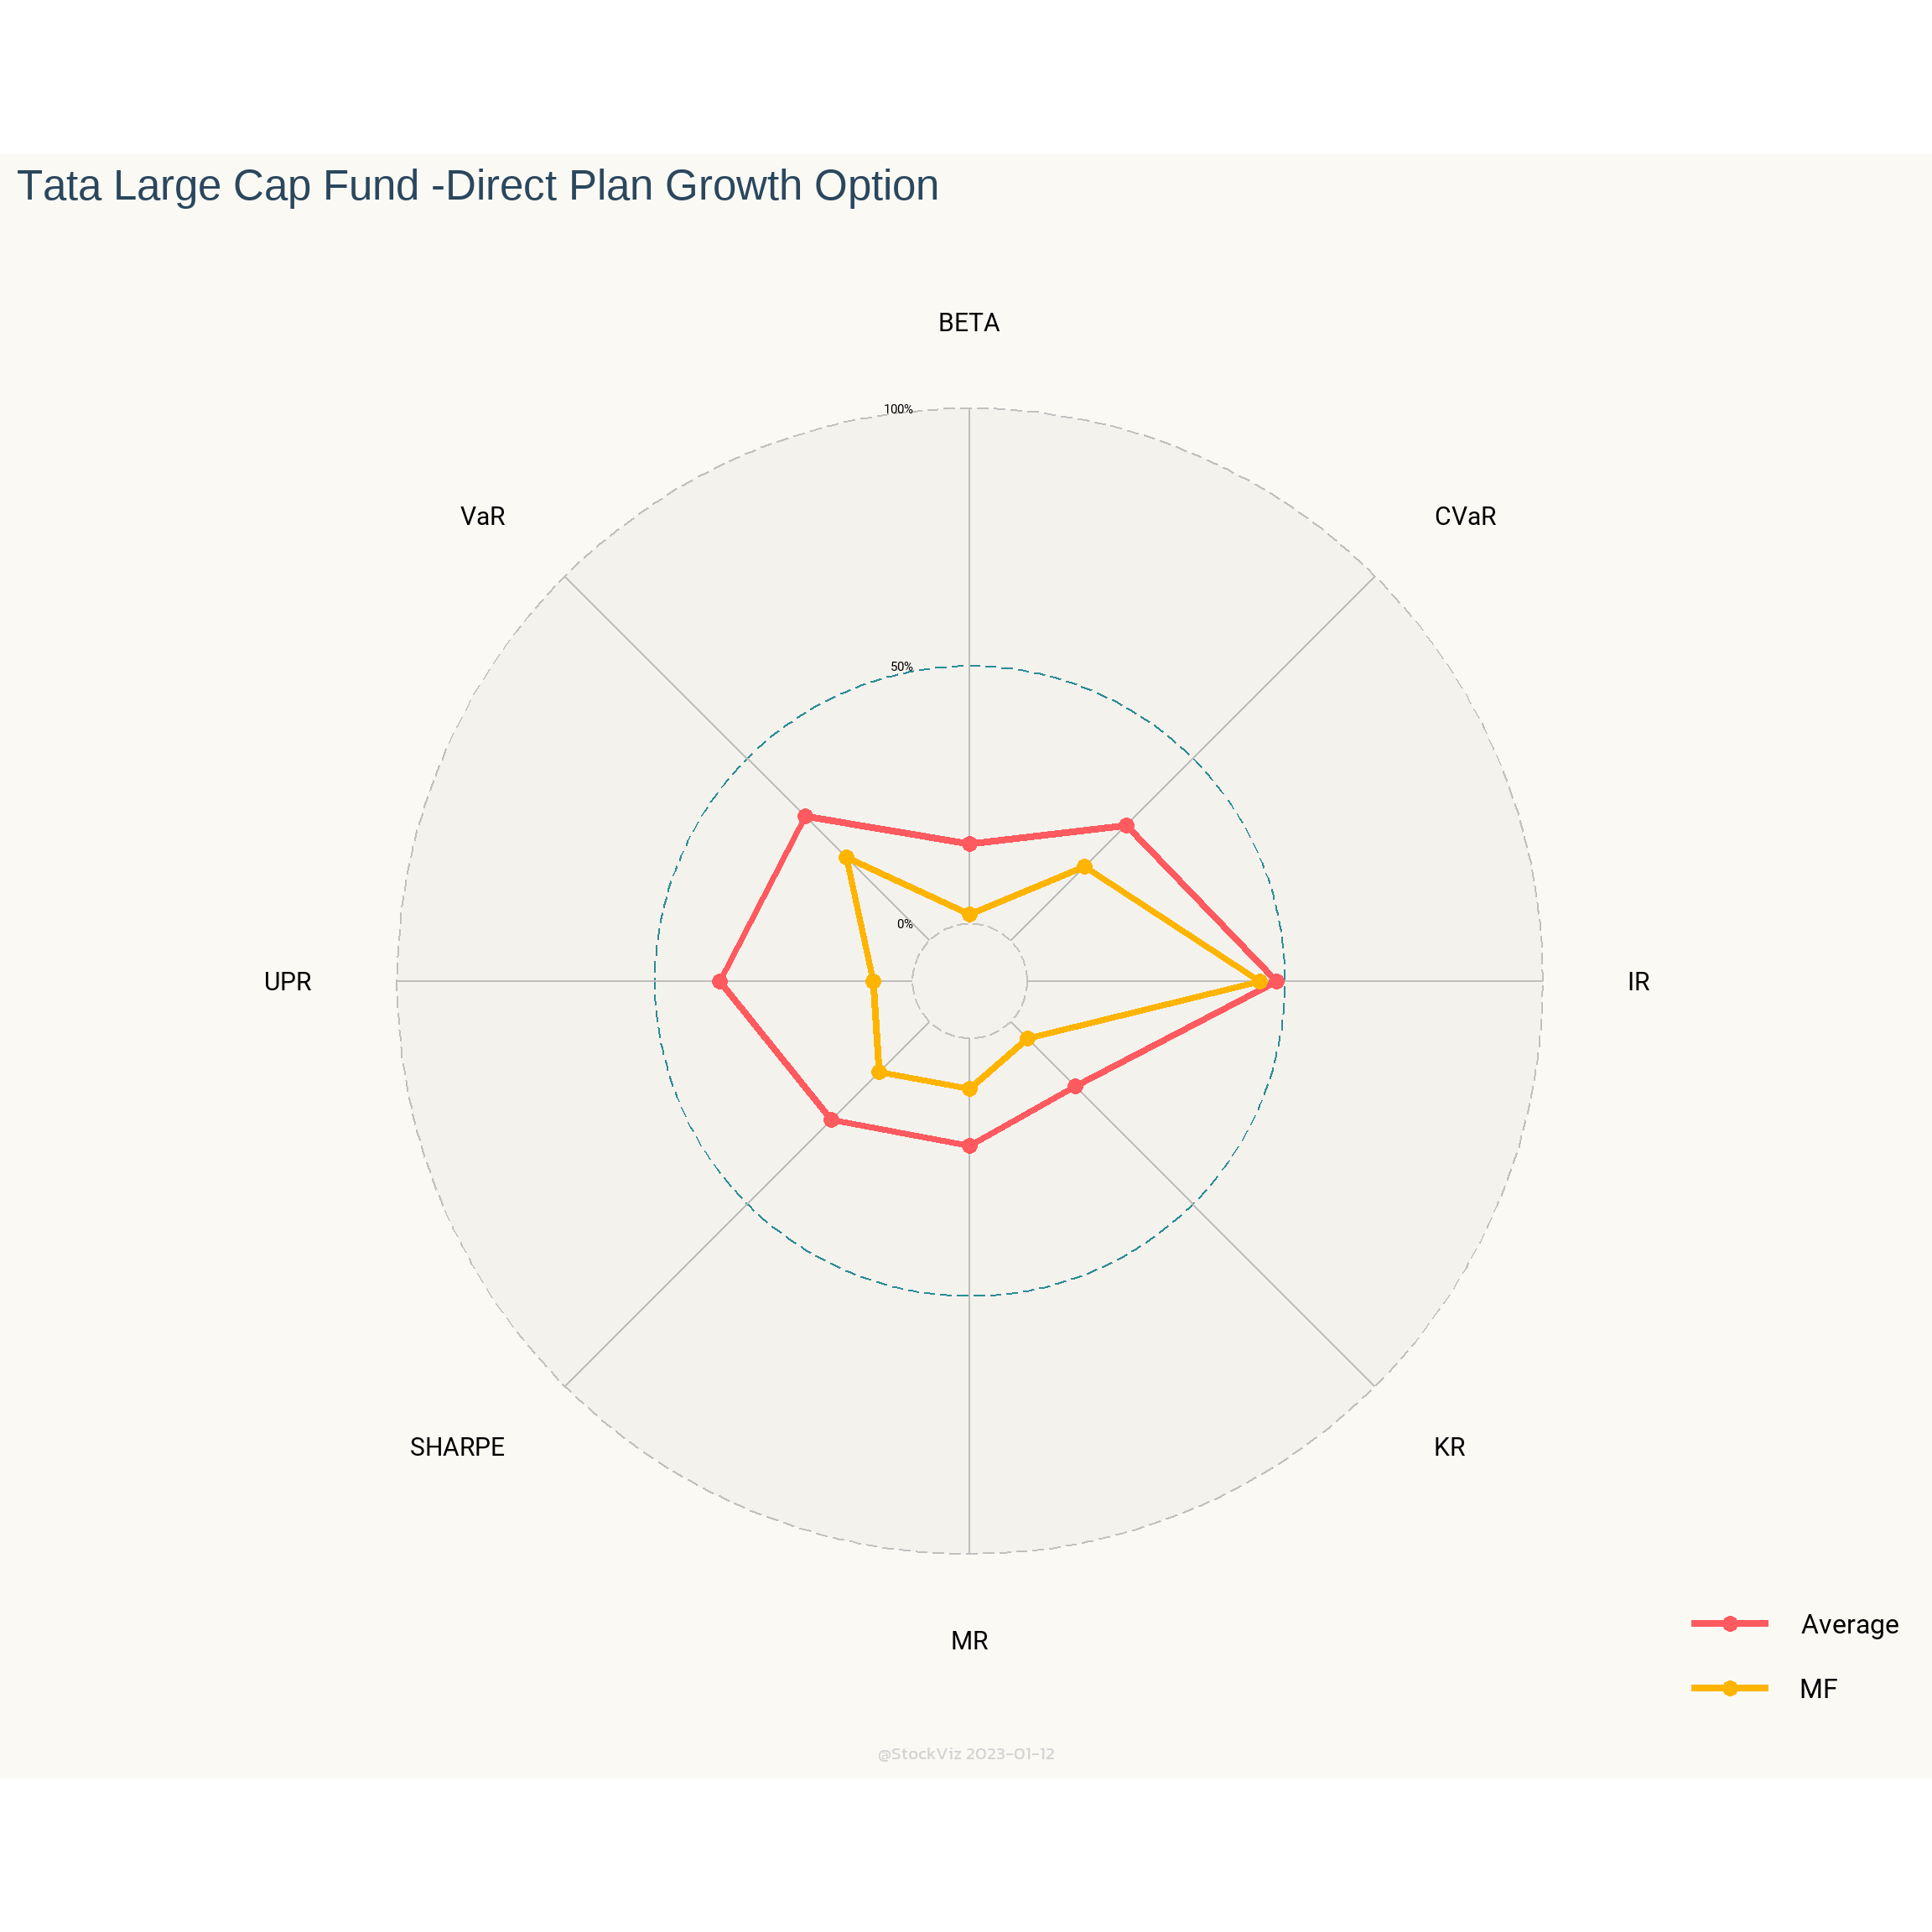 Tata Large Cap Fund -Direct Plan Growth Option
BETA
100%
VaR
CVaR
50%
0%
UPR
IR
SHARPE
KR
MR
Average
MF
@StockViz 2023-01-12